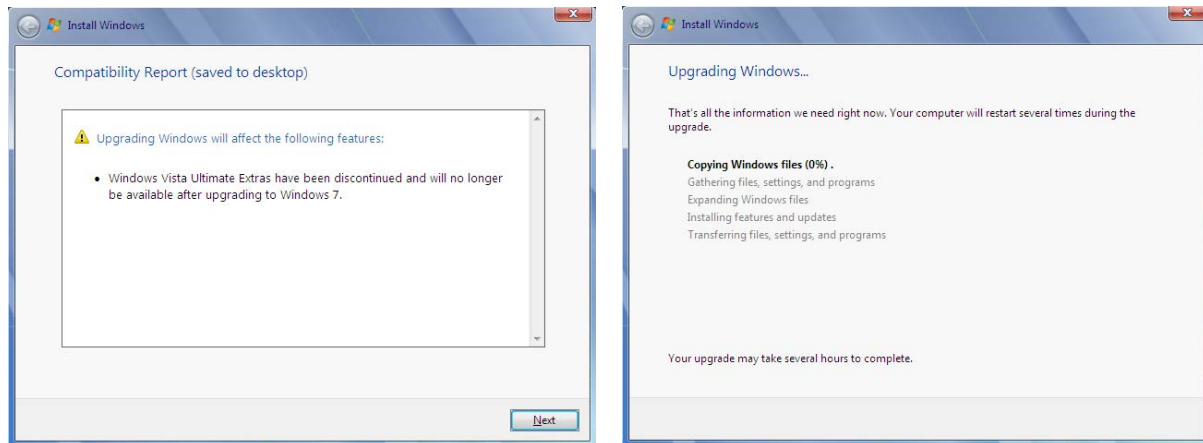 Install Windows
Compatibility Report (saved to desktop)
Upgrading Windows will affect the following features:
• Windows Vista Ultimate Extras have been discontinued and will no longer
be available after upgrading to Windows 7.
Next
Install Windows
Upgrading Windows...
That's all the information we need right now. Your computer will restart several times during the
upgrade.
Copying Windows files (0%) .
Gathering files, settings, and programs
Expanding Windows files
Installing features and updates
Transferring files, settings, and programs
Your upgrade may take several hours to complete.